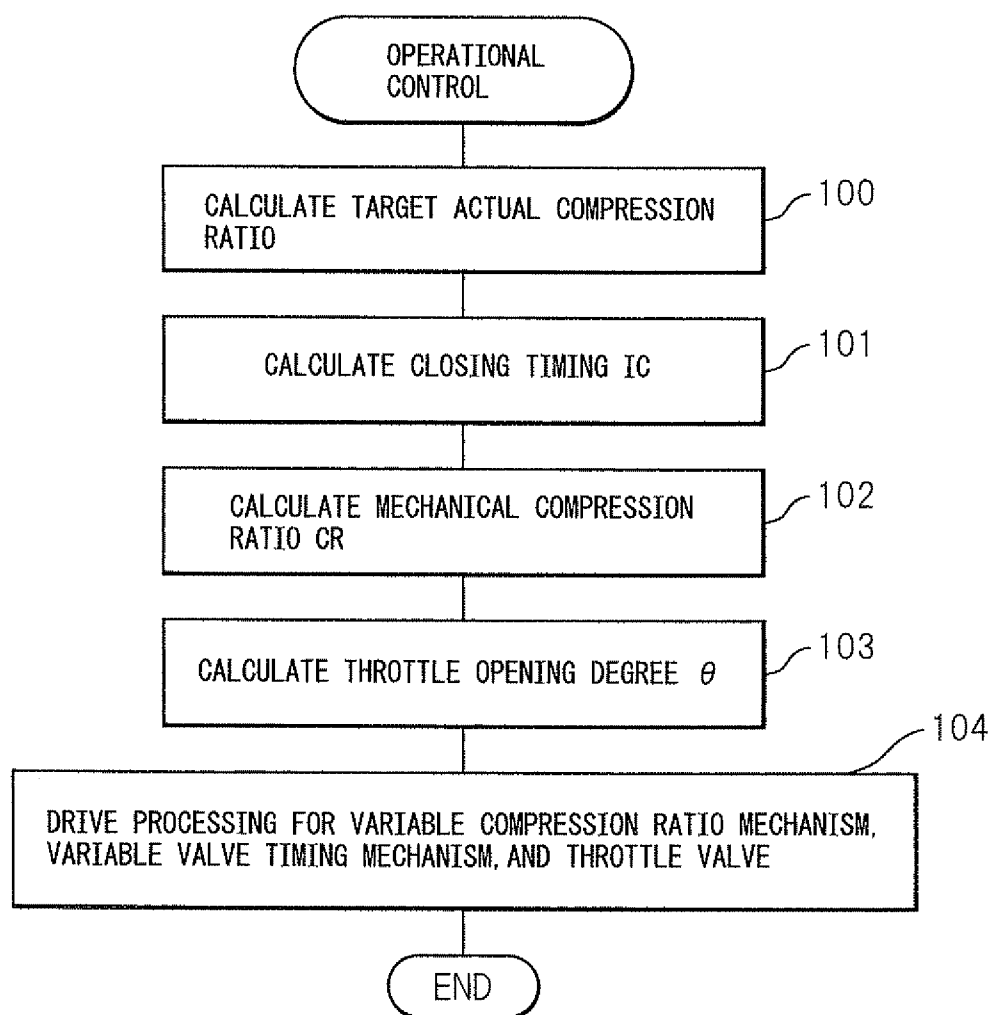 OPERATIONAL
CONTROL
CALCULATE TARGET ACTUAL COMPRESSION
RATIO
100
CALCULATE CLOSING TIMING IC
101
CALCULATE MECHANICAL COMPRESSION
RATIO CR
102
CALCULATE THROTTLE OPENING DEGREE θ
103
104
DRIVE PROCESSING FOR VARIABLE COMPRESSION RATIO MECHANISM,
VARIABLE VALVE TIMING MECHANISM, AND THROTTLE VALVE
END